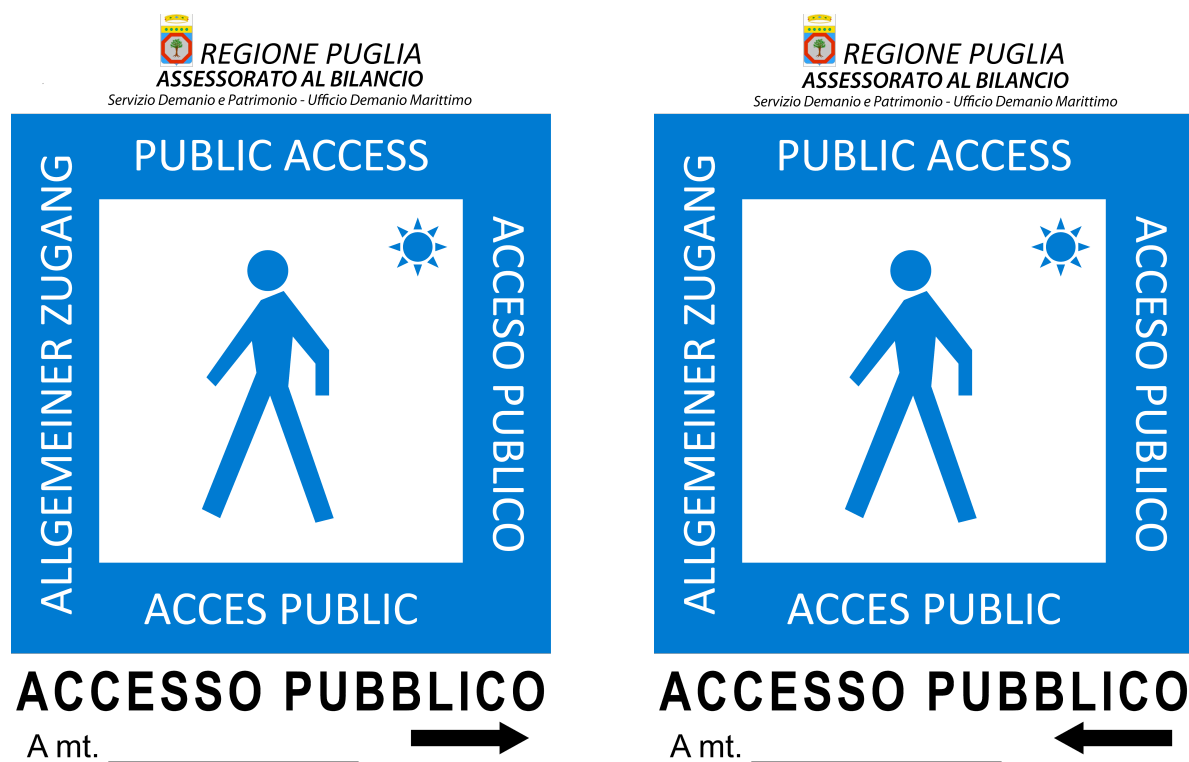 REGIONE PUGLIA
ASSESSORATO AL BILANCIO
Servizio Demanio e Patrimonio - Ufficio Demanio Marittimo
PUBLIC ACCESS
ALLGEMEINER ZUGANG
ACCESO PUBLICO
ACCES PUBLIC
ACCESSO PUBBLICO
A mt.
REGIONE PUGLIA
ASSESSORATO AL BILANCIO
Servizio Demanio e Patrimonio - Ufficio Demanio Marittimo
PUBLIC ACCESS
ALLGEMEINER ZUGANG
ACCESO PUBLICO
ACCES PUBLIC
ACCESSO PUBBLICO
A mt.